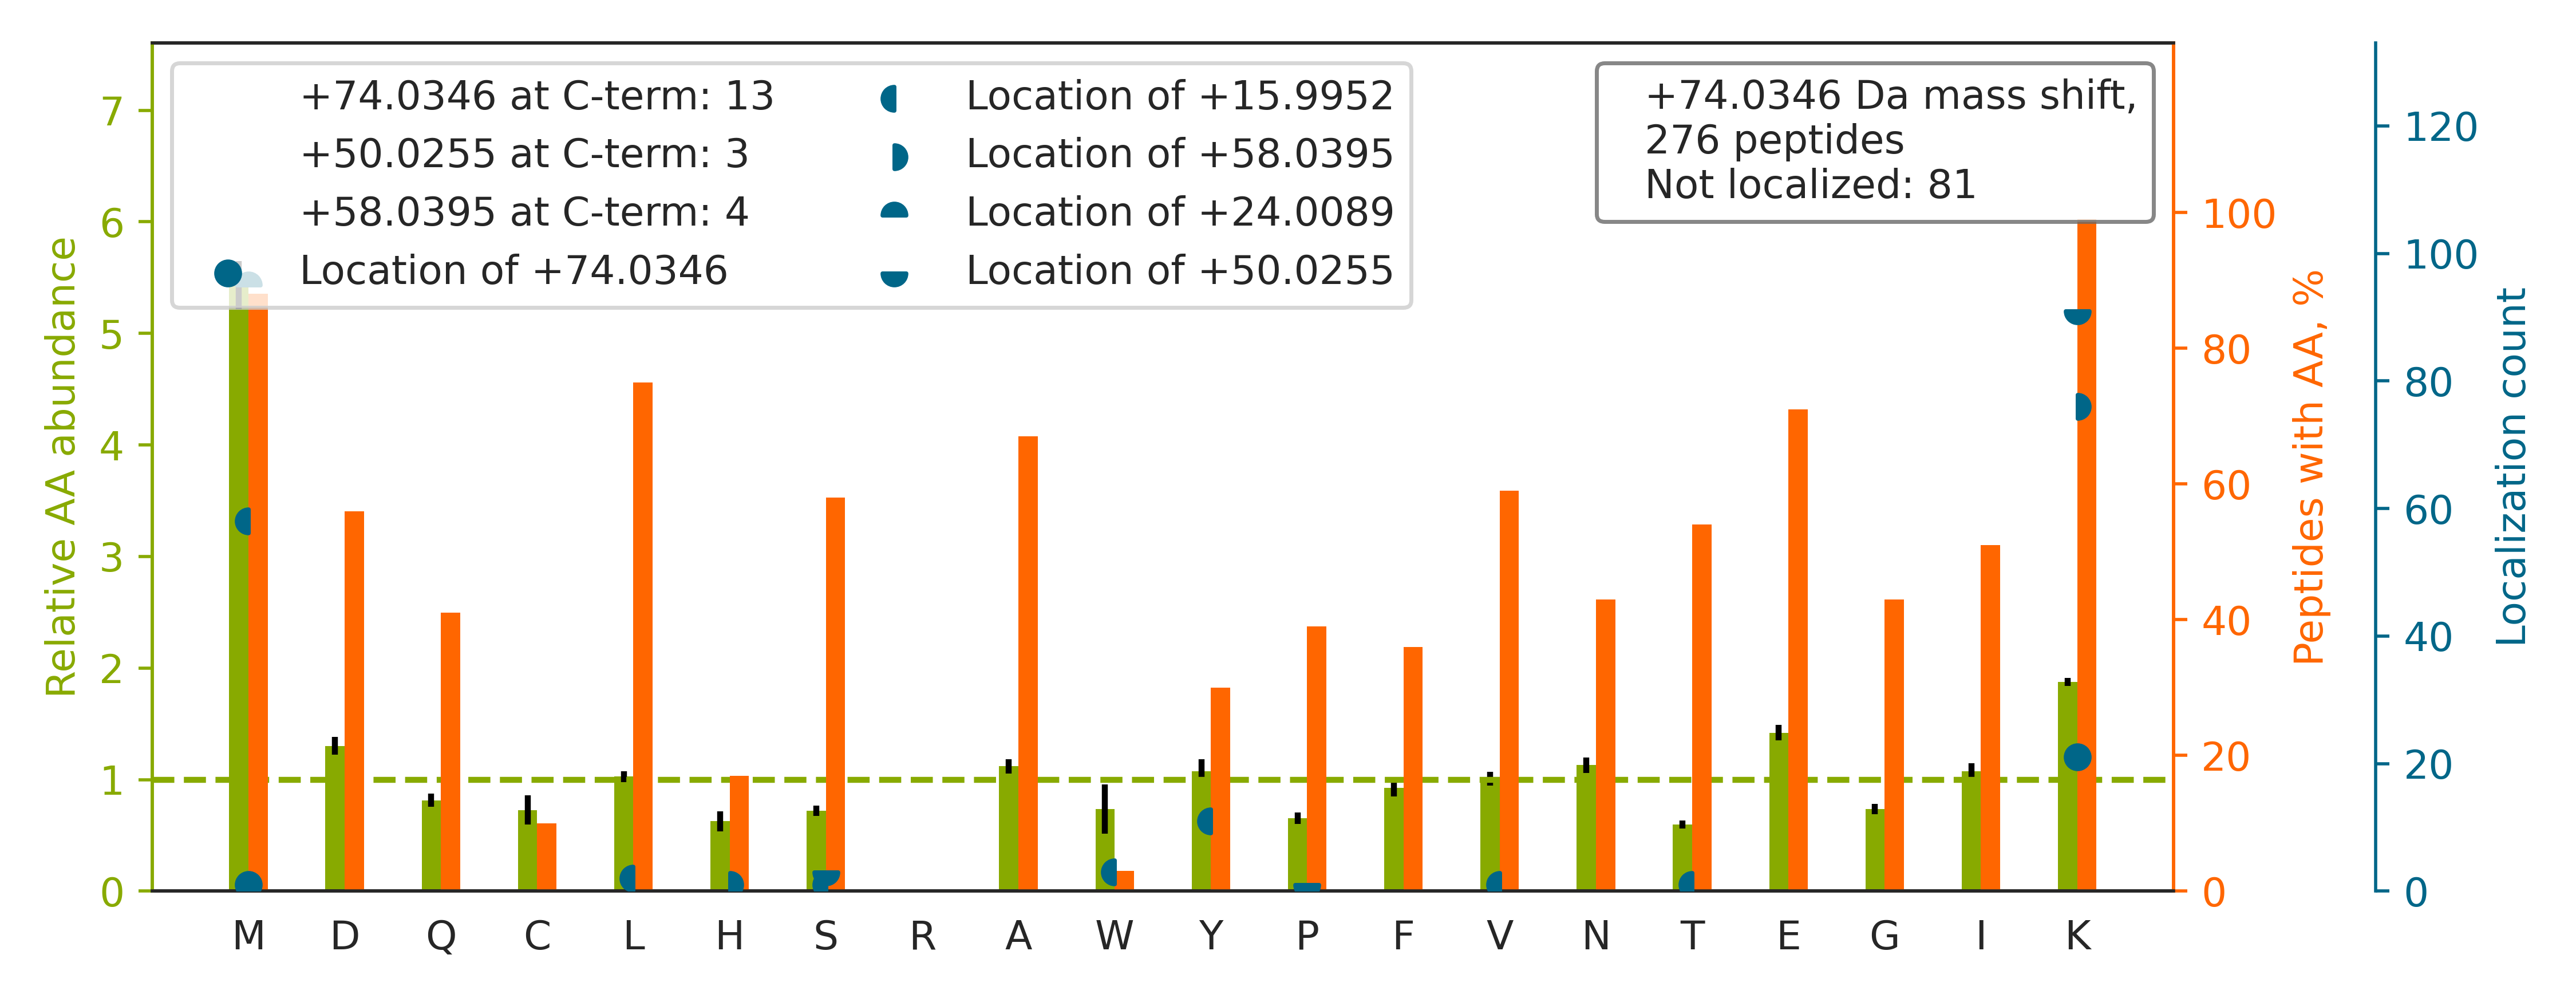 +74.0346 at C-term: 13
+50.0255 at C-term: 3
+58.0395 at C-term: 4
Location of +74.0346
Location of +15.9952
Location of +58.0395
Location of +24.0089
Location of +50.0255
+74.0346 Da mass shift,
276 peptides
Not localized: 81
Relative AA abundance
7
6
5
4
3
2
1
0
M D Q C L H S R A W Y P F V N T E G I K
100
80
60
40
20
0
Peptides with AA, %
120
100
80
60
40
20
0
Localization count